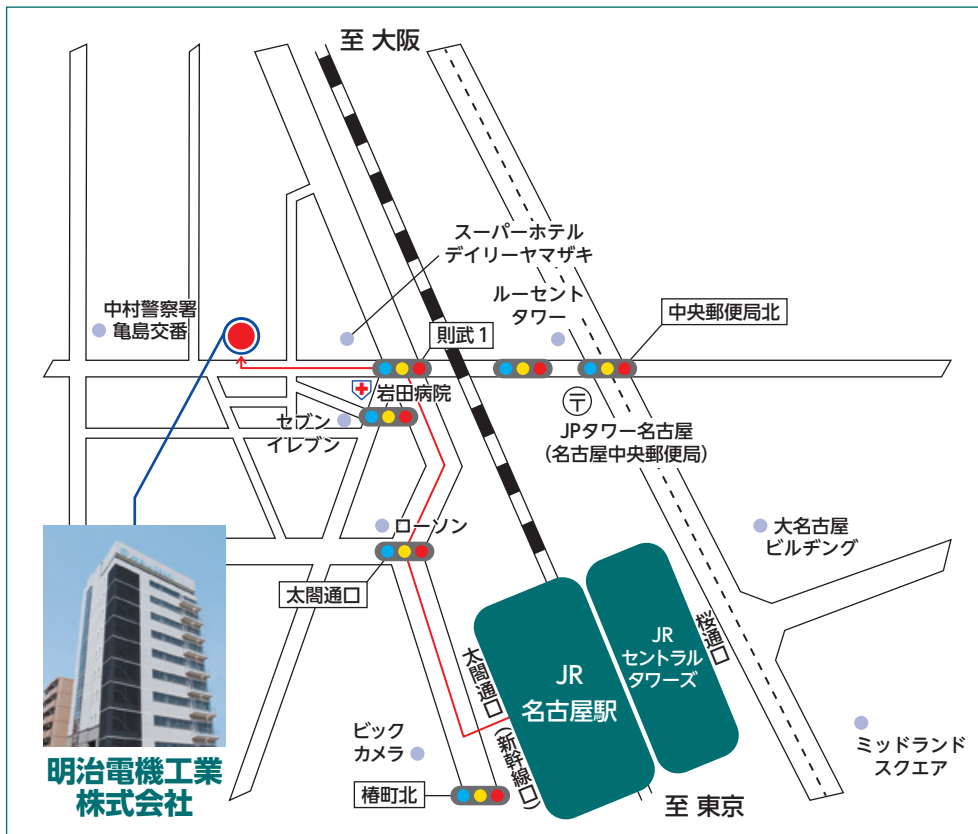 至 大阪
スーパーホテル
デイリーヤマザキ
ルーセント
タワー
中村警察署
亀島交番
則武1
中央郵便局北
岩田病院
セブン
イレブン
〒
JPタワー名古屋
(名古屋中央郵便局)
ローソン
大名古屋
ビルヂング
太閤通口
JR
セントラル
タワーズ
桜通口
太閤通口(新幹線口)
JR
名古屋駅
ビック
カメラ
ミッドランド
スクエア
椿町北
至 東京
明治電機工業
株式会社